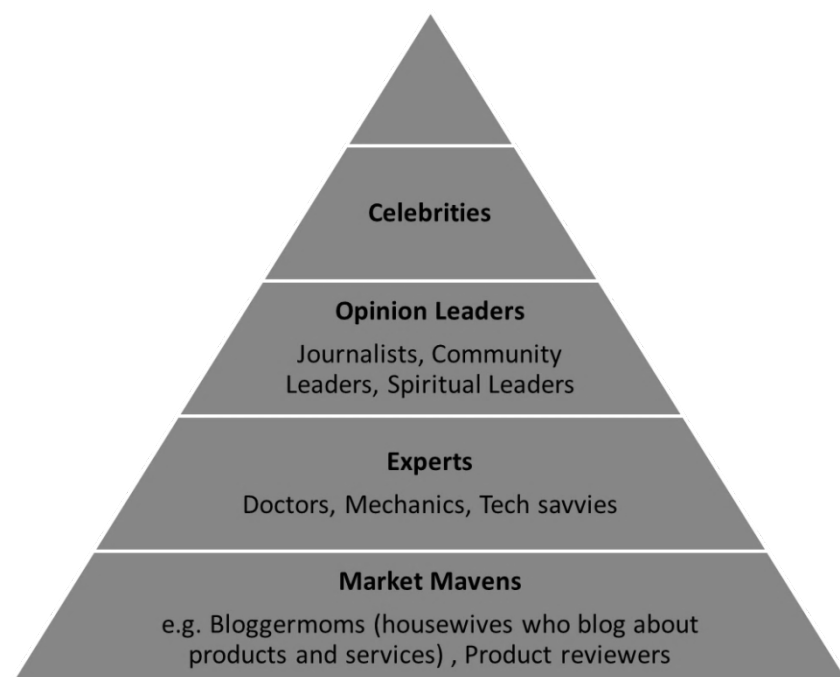 Celebrities
Opinion Leaders
Journalists, Community
Leaders, Spiritual Leaders
Experts
Doctors, Mechanics, Tech savvies
Market Mavens
e.g. Bloggermoms (housewives who blog about
products and services) , Product reviewers